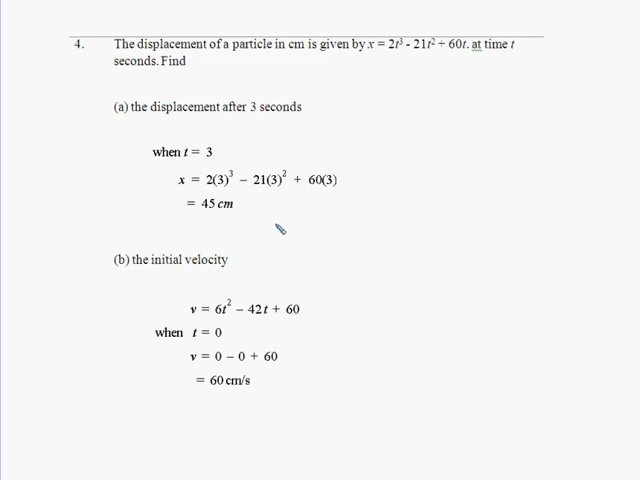 4. The displacement of a particle in cm is given by x = 2t³ - 21t² + 60t. at time t
seconds. Find
(a) the displacement after 3 seconds
when t = 3
x = 2(3)³ − 21(3)² + 60(3)
= 45 cm
(b) the initial velocity
v = 6t² − 42t + 60
when t = 0
v = 0 − 0 + 60
= 60 cm/s